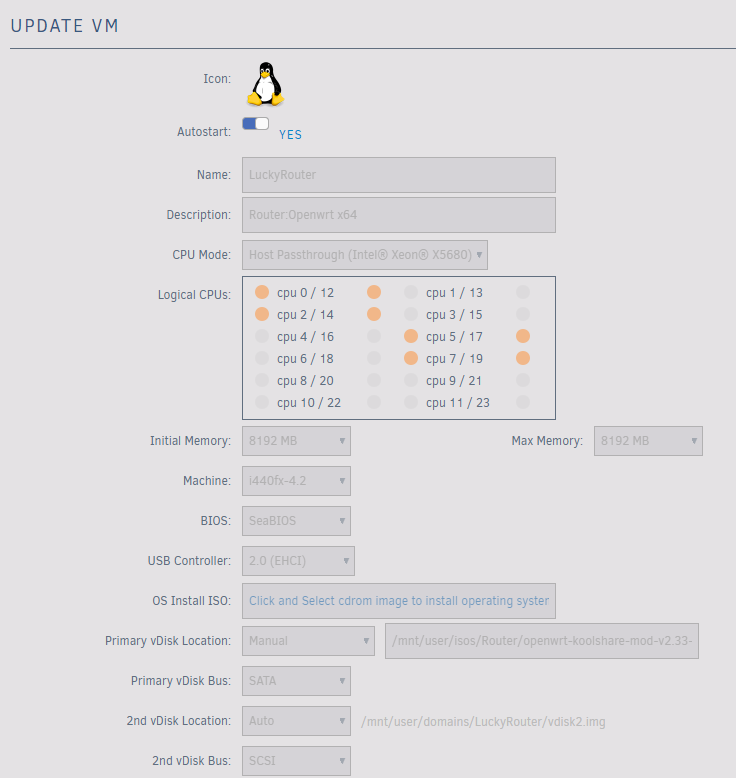 UPDATE VM
Icon:
Autostart: YES
Name: LuckyRouter
Description: Router:Openwrt x64
CPU Mode: Host Passthrough (Intel® Xeon® X5680)
Logical CPUs: cpu 0 / 12 cpu 1 / 13
cpu 2 / 14 cpu 3 / 15
cpu 4 / 16 cpu 5 / 17
cpu 6 / 18 cpu 7 / 19
cpu 8 / 20 cpu 9 / 21
cpu 10 / 22 cpu 11 / 23
Initial Memory: 8192 MB Max Memory: 8192 MB
Machine: i440fx-4.2
BIOS: SeaBIOS
USB Controller: 2.0 (EHCI)
OS Install ISO: Click and Select cdrom image to install operating syster
Primary vDisk Location: Manual /mnt/user/isos/Router/openwrt-koolshare-mod-v2.33-
Primary vDisk Bus: SATA
2nd vDisk Location: Auto /mnt/user/domains/LuckyRouter/vdisk2.img
2nd vDisk Bus: SCSI